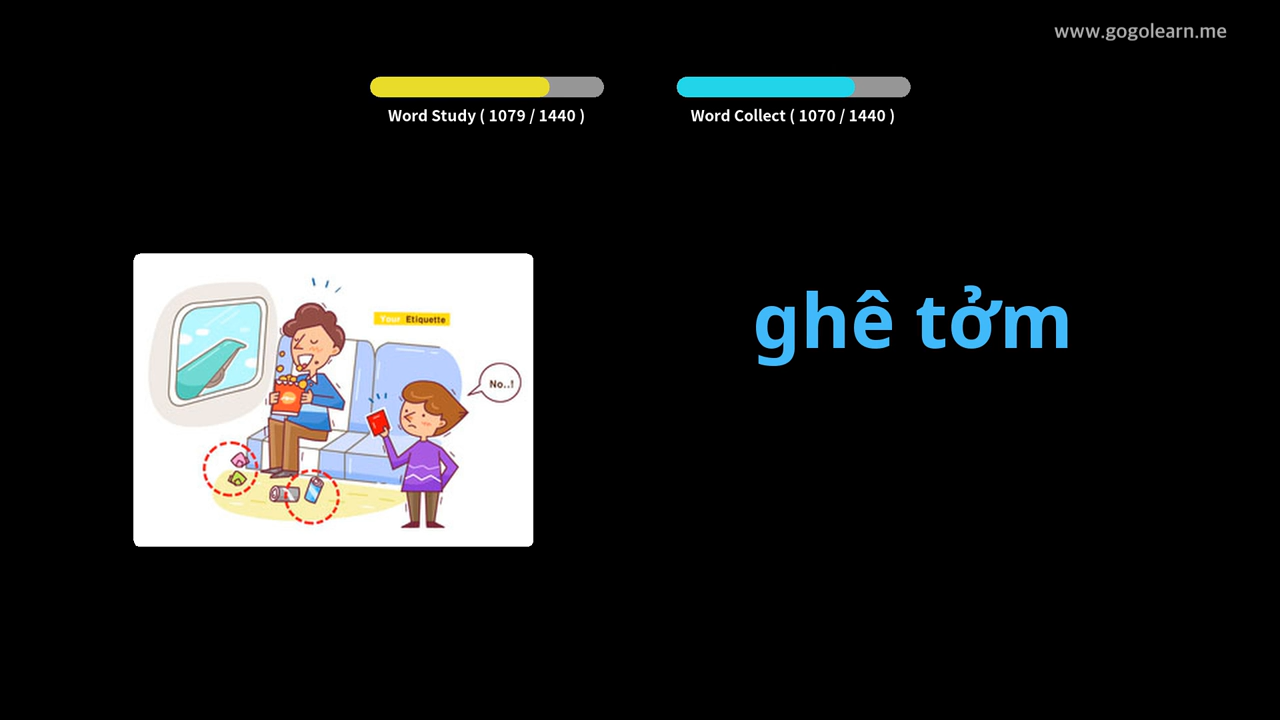 www.gogolearn.me
Word Study ( 1079 / 1440 )
Word Collect ( 1070 / 1440 )
Your Etiquette
No..!
ghê tởm